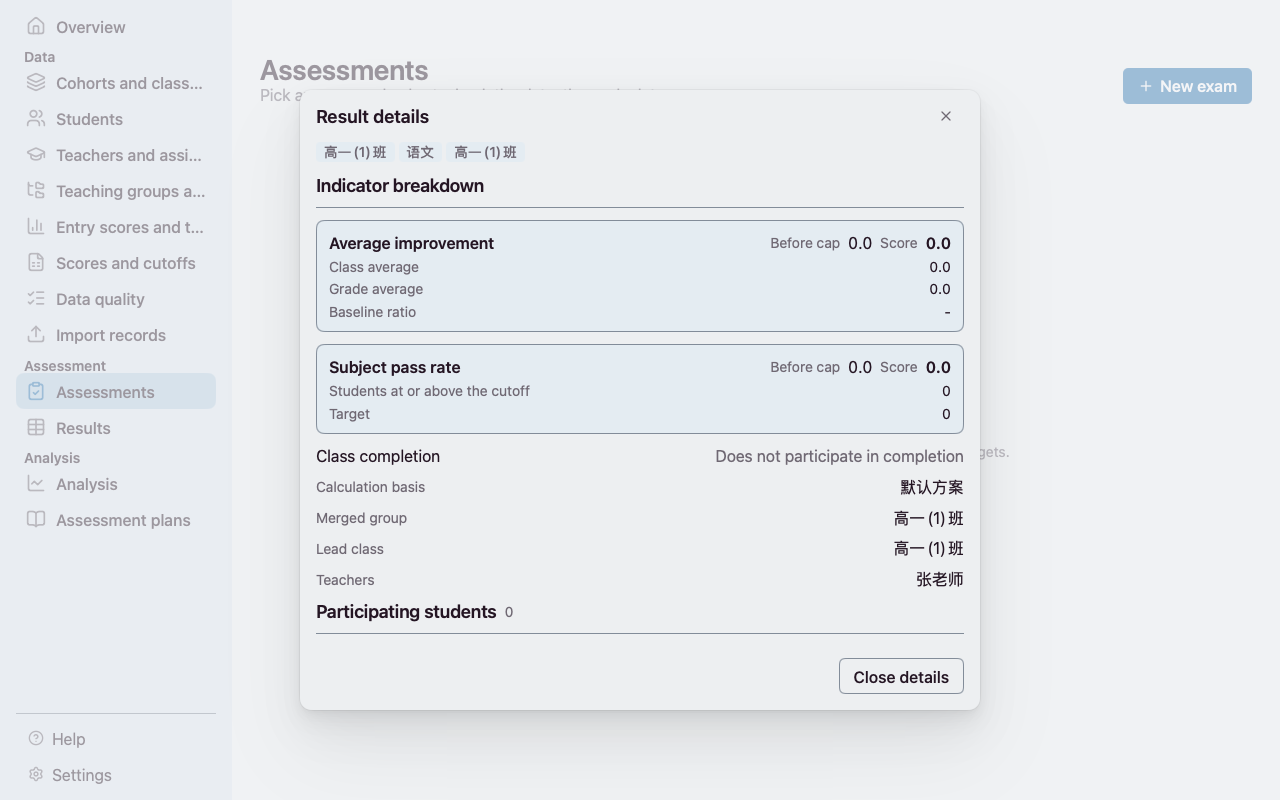 Overview
Data
Cohorts and class...
Students
Teachers and assi...
Teaching groups a...
Entry scores and t...
Scores and cutoffs
Data quality
Import records
Assessment
Assessments
Results
Analysis
Analysis
Assessment plans
Help
Settings
Assessments
Pick a
+ New exam
Result details
高一 (1) 班 语文 高一 (1) 班
Indicator breakdown
Average improvement Before cap 0.0 Score 0.0
Class average 0.0
Grade average 0.0
Baseline ratio -
Subject pass rate Before cap 0.0 Score 0.0
Students at or above the cutoff 0
Target 0
Class completion Does not participate in completion
gets.
Calculation basis 默认方案
Merged group 高一 (1) 班
Lead class 高一 (1) 班
Teachers 张老师
Participating students 0
Close details